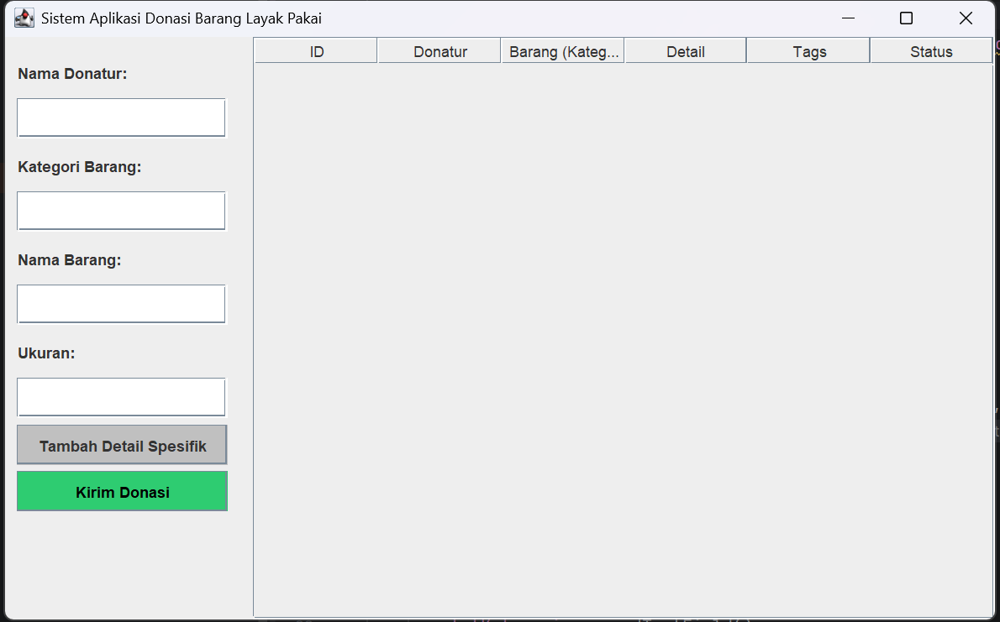 Sistem Aplikasi Donasi Barang Layak Pakai
Nama Donatur:
Kategori Barang:
Nama Barang:
Ukuran:
Tambah Detail Spesifik
Kirim Donasi
ID Donatur Barang (Kateg... Detail Tags Status